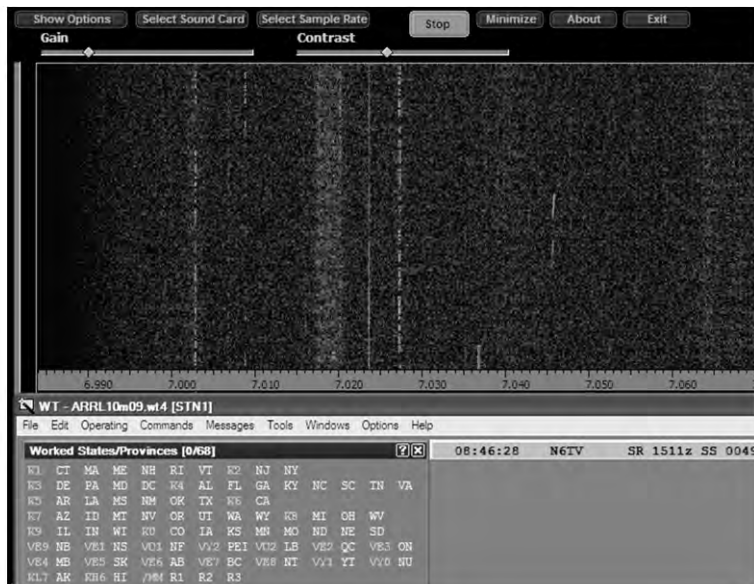 Show Options Select Sound Card Select Sample Rate Stop Minimize About Exit
Gain Contrast
6.990 7.000 7.010 7.020 7.030 7.040 7.050 7.060
WT - ARRL10m09.wt4 [STN1]
File Edit Operating Commands Messages Tools Windows Options Help
Worked States/Provinces [0/68] ? X 08:46:28 N6TV SR 1511z SS 0049
K1 CT MA ME NH RI VT K2 NJ NY
K3 DE PA MD DC K4 AL FL GA KY NC SC TN VA
K5 AR LA MS NM OK TX K6 CA
K7 AZ ID MT NV OR UT WA WY K8 MI OH WV
K9 IL IN WI K0 CO IA KS MN MO ND NE SD
VE9 NB VE1 NS VO1 NF VY2 PEI VO2 LB VE2 QC VE3 ON
VE4 MB VE5 SK VE6 AB VE7 BC VE8 NT VY1 YT VY0 NU
KL7 AK KH6 HI /MM R1 R2 R3